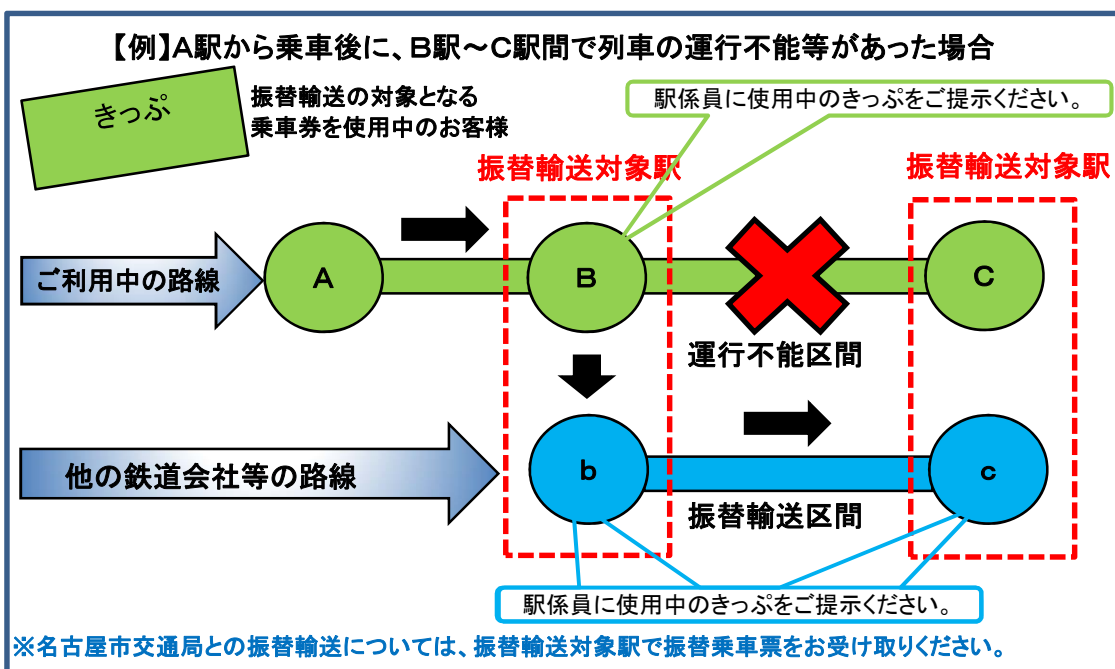 【例】A駅から乗車後に、B駅～C駅間で列車の運行不能等があった場合
きっぷ
振替輸送の対象となる
乗車券を使用中のお客様
駅係員に使用中のきっぷをご提示ください。
振替輸送対象駅
振替輸送対象駅
ご利用中の路線
A
B
C
運行不能区間
他の鉄道会社等の路線
b
c
振替輸送区間
駅係員に使用中のきっぷをご提示ください。
※名古屋市交通局との振替輸送については、振替輸送対象駅で振替乗車票をお受け取りください。